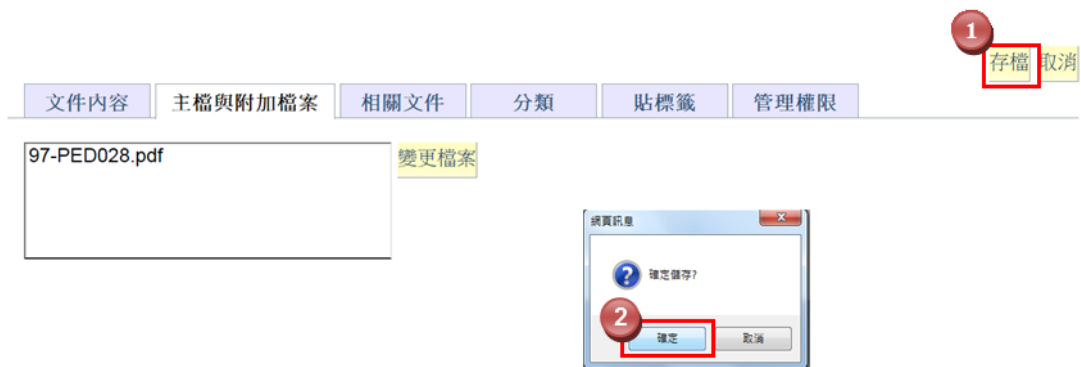 1
存檔 取消
文件內容 主檔與附加檔案 相關文件 分類 貼標籤 管理權限
97-PED028.pdf 變更檔案
網頁訊息
確定儲存?
2
確定 取消